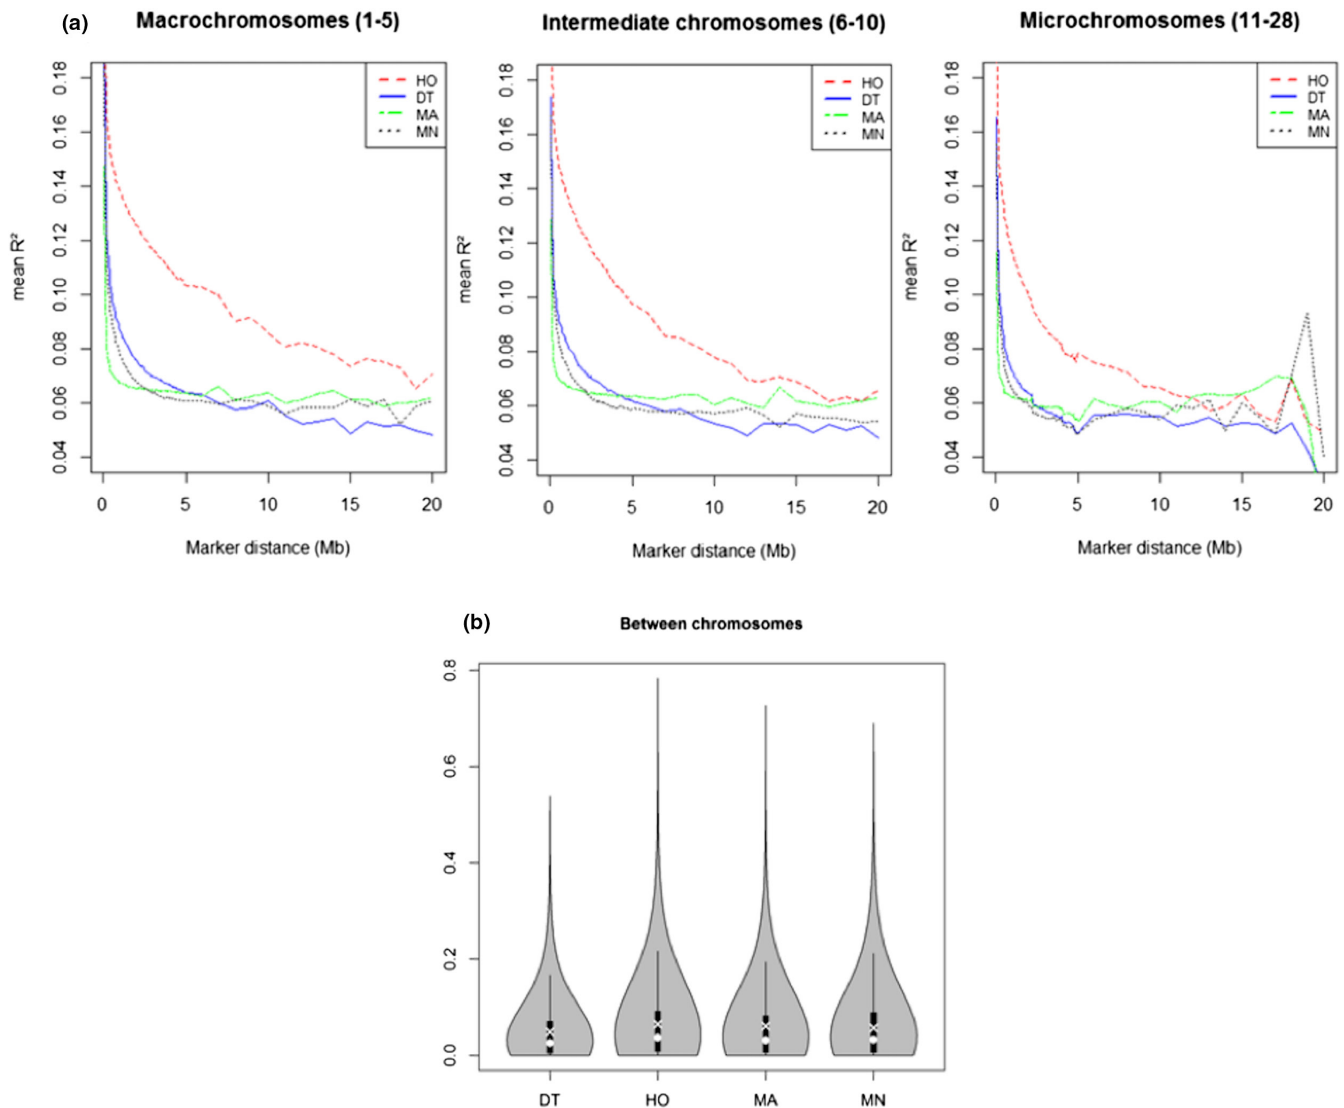 (a)
Macrochromosomes (1-5)
Intermediate chromosomes (6-10)
Microchromosomes (11-28)
mean R²
0.04 0.06 0.08 0.10 0.12 0.14 0.16 0.18
HO
DT
MA
MN
0 5 10 15 20
Marker distance (Mb)
mean R²
0.04 0.06 0.08 0.10 0.12 0.14 0.16 0.18
HO
DT
MA
MN
0 5 10 15 20
Marker distance (Mb)
mean R²
0.04 0.06 0.08 0.10 0.12 0.14 0.16 0.18
HO
DT
MA
MN
0 5 10 15 20
Marker distance (Mb)
(b)
Between chromosomes
0.0 0.2 0.4 0.6 0.8
DT HO MA MN